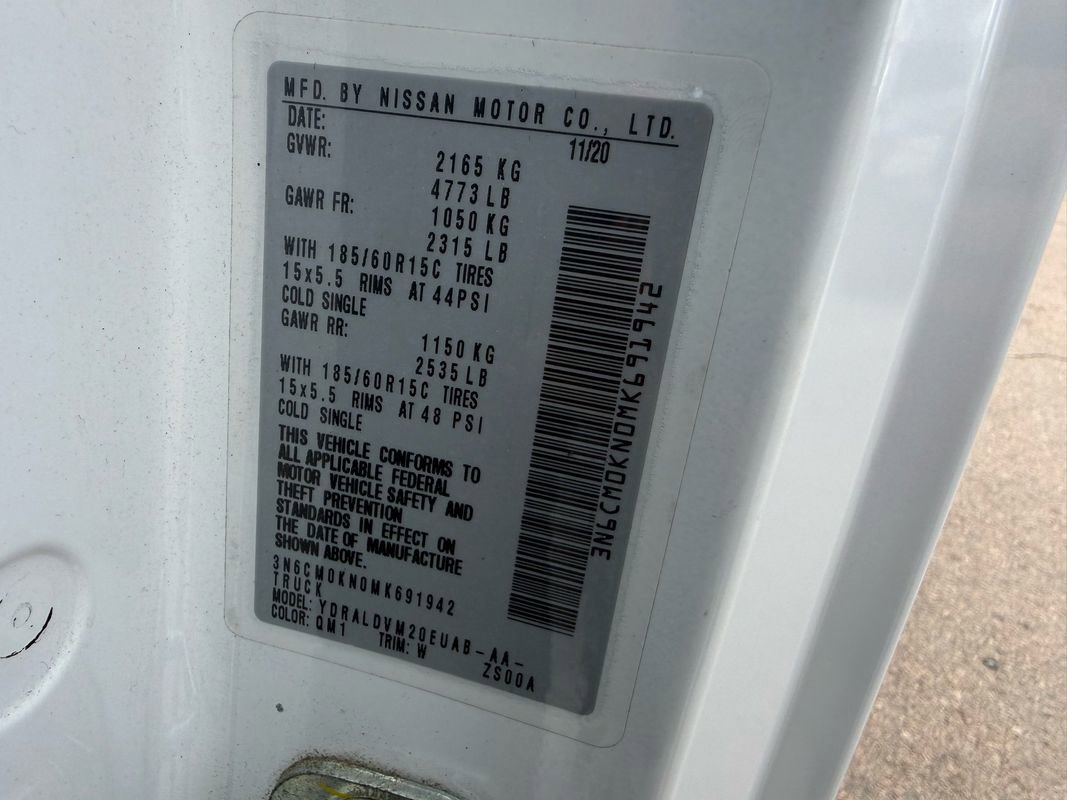 MFD. BY NISSAN MOTOR CO., LTD.
DATE: 11/20
GVWR: 2165 KG
4773 LB
GAWR FR: 1050 KG
2315 LB
WITH 185/60R15C TIRES
15x5.5 RIMS AT 44PSI
COLD SINGLE
GAWR RR: 1150 KG
2535 LB
WITH 185/60R15C TIRES
15x5.5 RIMS AT 48 PSI
COLD SINGLE
THIS VEHICLE CONFORMS TO
ALL APPLICABLE FEDERAL
MOTOR VEHICLE SAFETY AND
THEFT PREVENTION
STANDARDS IN EFFECT ON
THE DATE OF MANUFACTURE
SHOWN ABOVE.
3N6CM0KN0MK691942
TRUCK
MODEL: YDRALDVM20EUAB-AA-
ZS00A
COLOR: QM1 TRIM: W
3N6CM0KN0MK691942